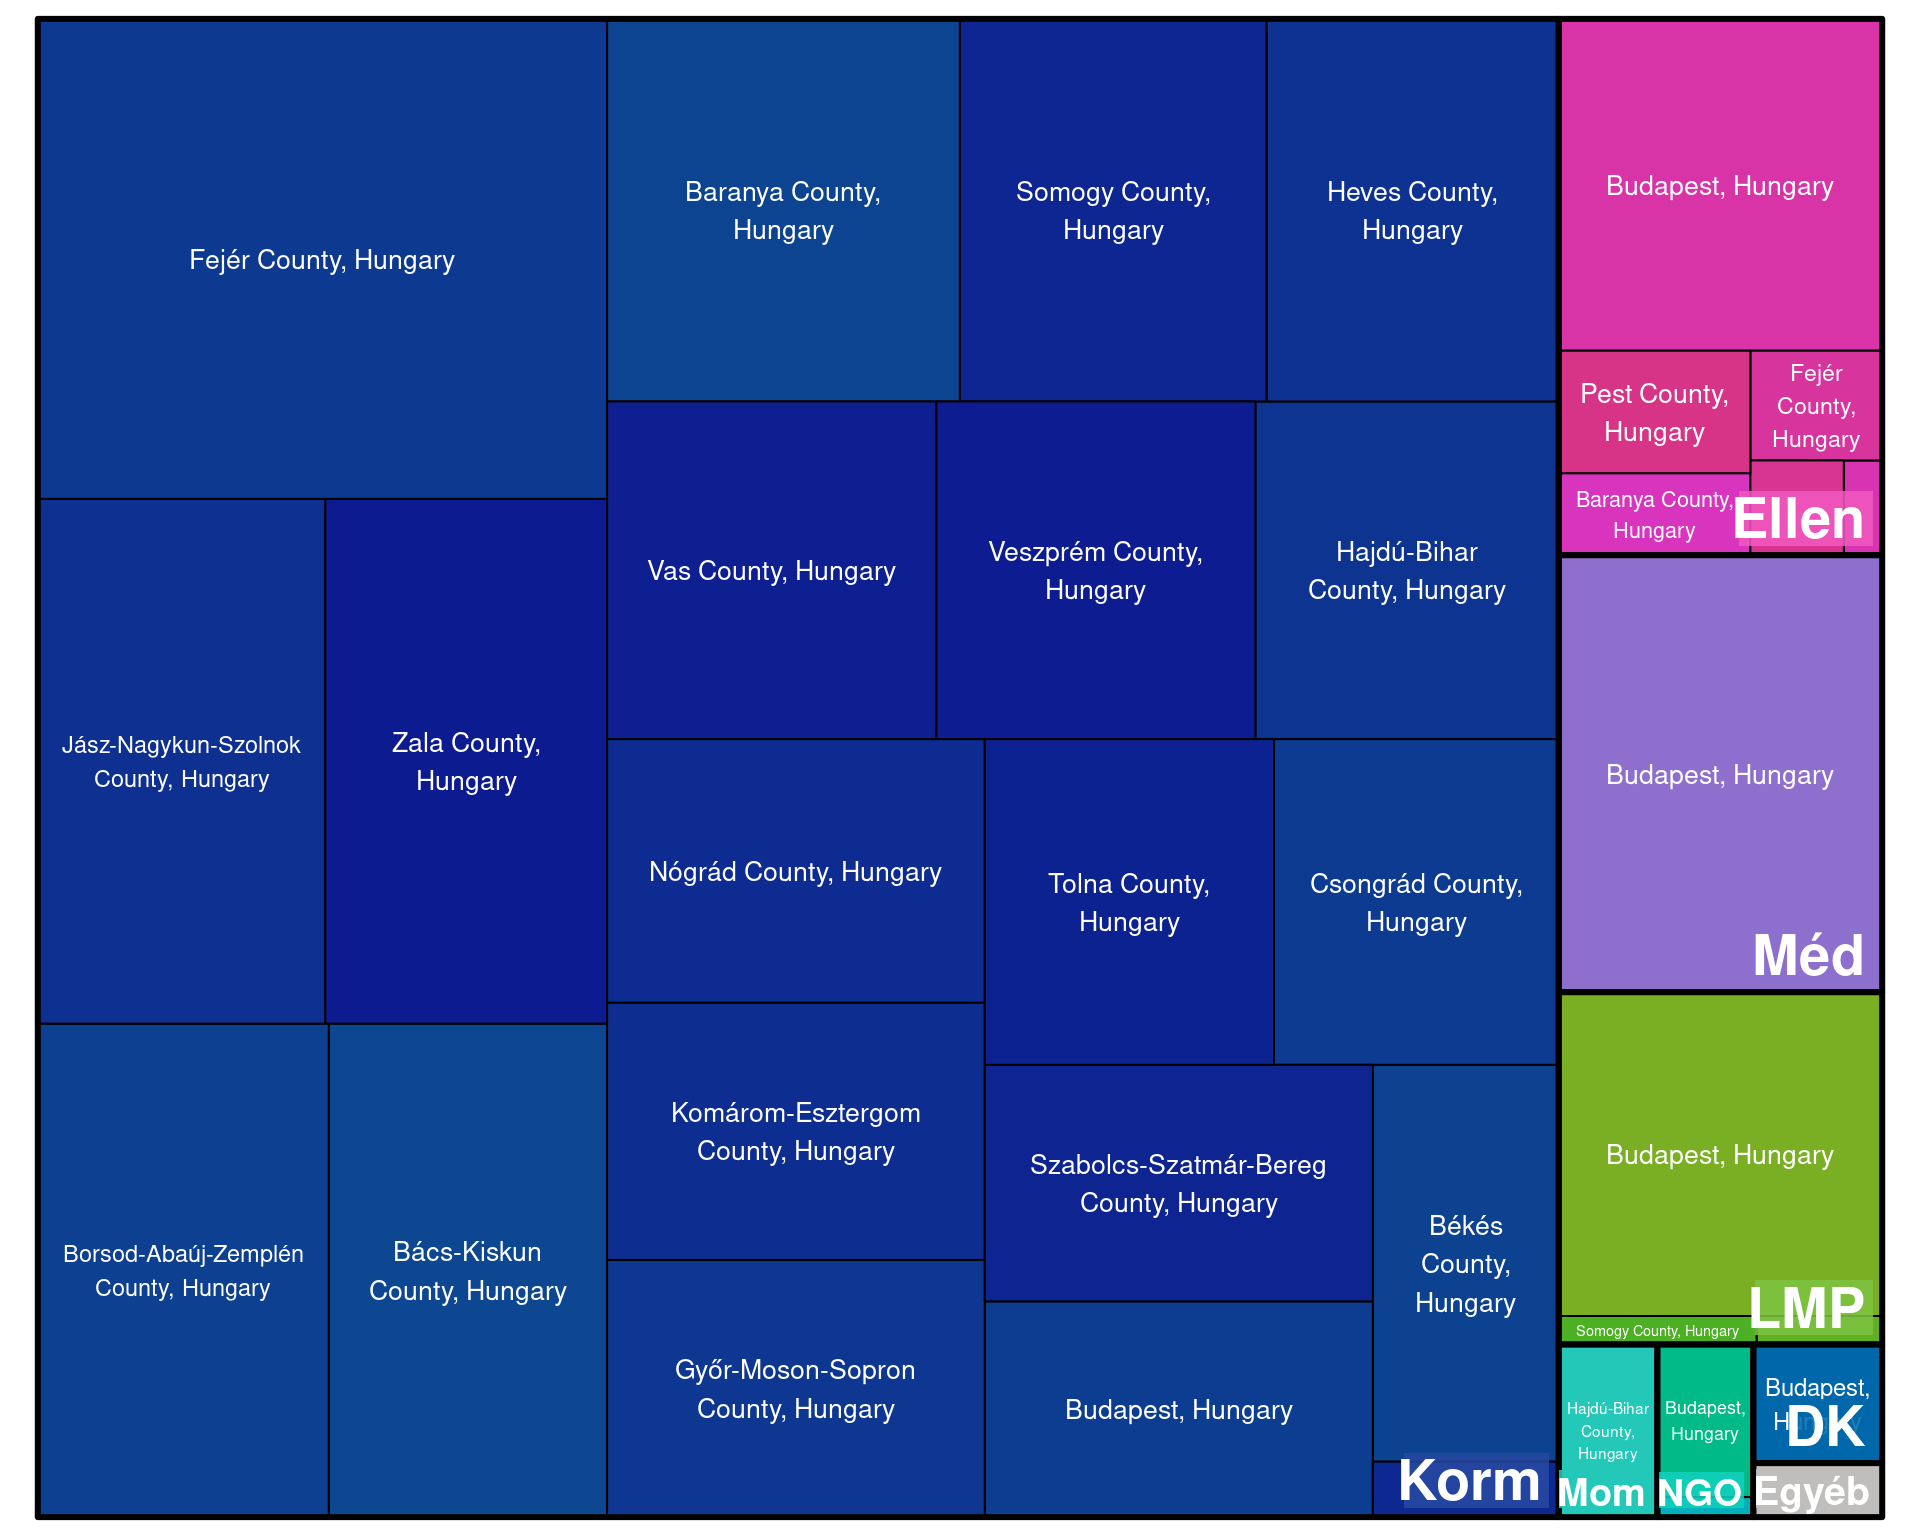 Fejér County, Hungary
Baranya County,
Hungary
Somogy County,
Hungary
Heves County,
Hungary
Jász-Nagykun-Szolnok
County, Hungary
Zala County,
Hungary
Vas County, Hungary
Veszprém County,
Hungary
Hajdú-Bihar
County, Hungary
Nógrád County, Hungary
Tolna County,
Hungary
Csongrád County,
Hungary
Borsod-Abaúj-Zemplén
County, Hungary
Bács-Kiskun
County, Hungary
Komárom-Esztergom
County, Hungary
Győr-Moson-Sopron
County, Hungary
Szabolcs-Szatmár-Bereg
County, Hungary
Budapest, Hungary
Békés
County,
Hungary
Korm
Budapest, Hungary
Pest County,
Hungary
Fejér
County,
Hungary
Baranya County,
Hungary
Ellen
Budapest, Hungary
Méd
Budapest, Hungary
Somogy County, Hungary
LMP
Hajdú-Bihar
County,
Hungary
Mom
Budapest,
Hungary
NGO
Budapest,
Hungary
DK
Egyéb